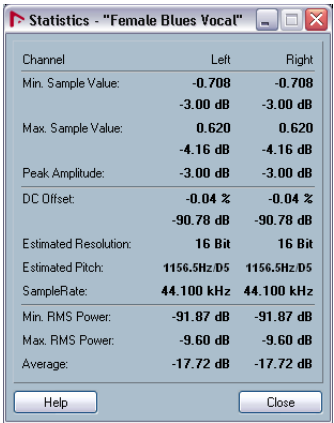 Statistics - "Female Blues Vocal"
Channel Left Right
Min. Sample Value: -0.708 -0.708
-3.00 dB -3.00 dB
Max. Sample Value: 0.620 0.620
-4.16 dB -4.16 dB
Peak Amplitude: -3.00 dB -3.00 dB
DC Offset: -0.04 % -0.04 %
-90.78 dB -90.78 dB
Estimated Resolution: 16 Bit 16 Bit
Estimated Pitch: 1156.5Hz/D5 1156.5Hz/D5
SampleRate: 44.100 kHz 44.100 kHz
Min. RMS Power: -91.87 dB -91.87 dB
Max. RMS Power: -9.60 dB -9.60 dB
Average: -17.72 dB -17.72 dB
Help Close